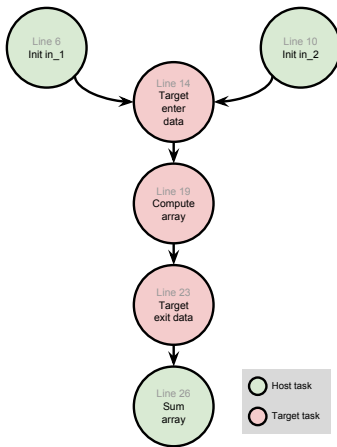 Line 6
Init in_1
Line 10
Init in_2
Line 14
Target
enter
data
Line 19
Compute
array
Line 23
Target
exit data
Line 26
Sum
array
Host task
Target task